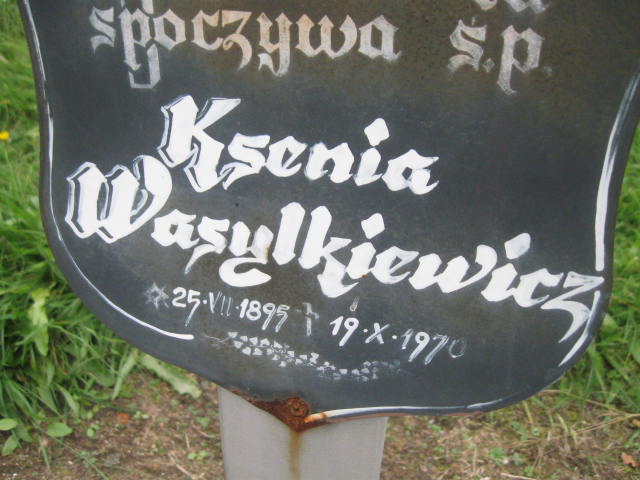 spoczywa ś.p.
Ksenia
Wasylkiewicz
* 25·VII·1895 † 19·X·1970